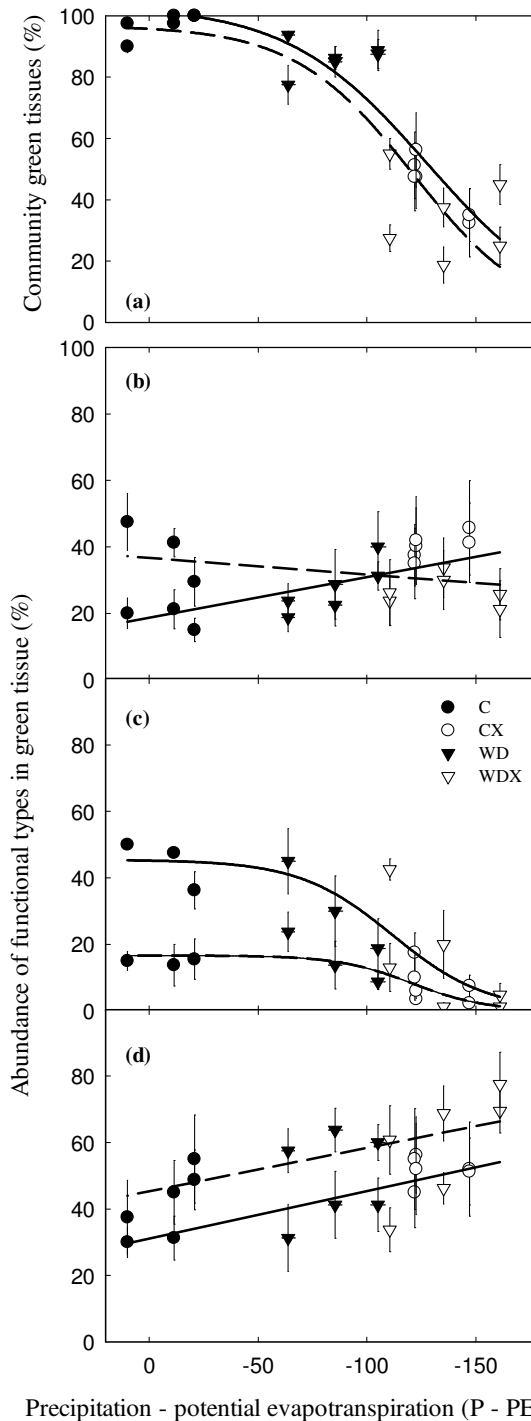 Community green tissues (%)
100
80
60
40
20
0
(a)
100
80
60
40
20
0
(b)
Abundance of functional types in green tissue (%)
100
80
60
40
20
0
(c)
C
CX
WD
WDX
100
80
60
40
20
0
(d)
0 -50 -100 -150
Precipitation - potential evapotranspiration (P - PE